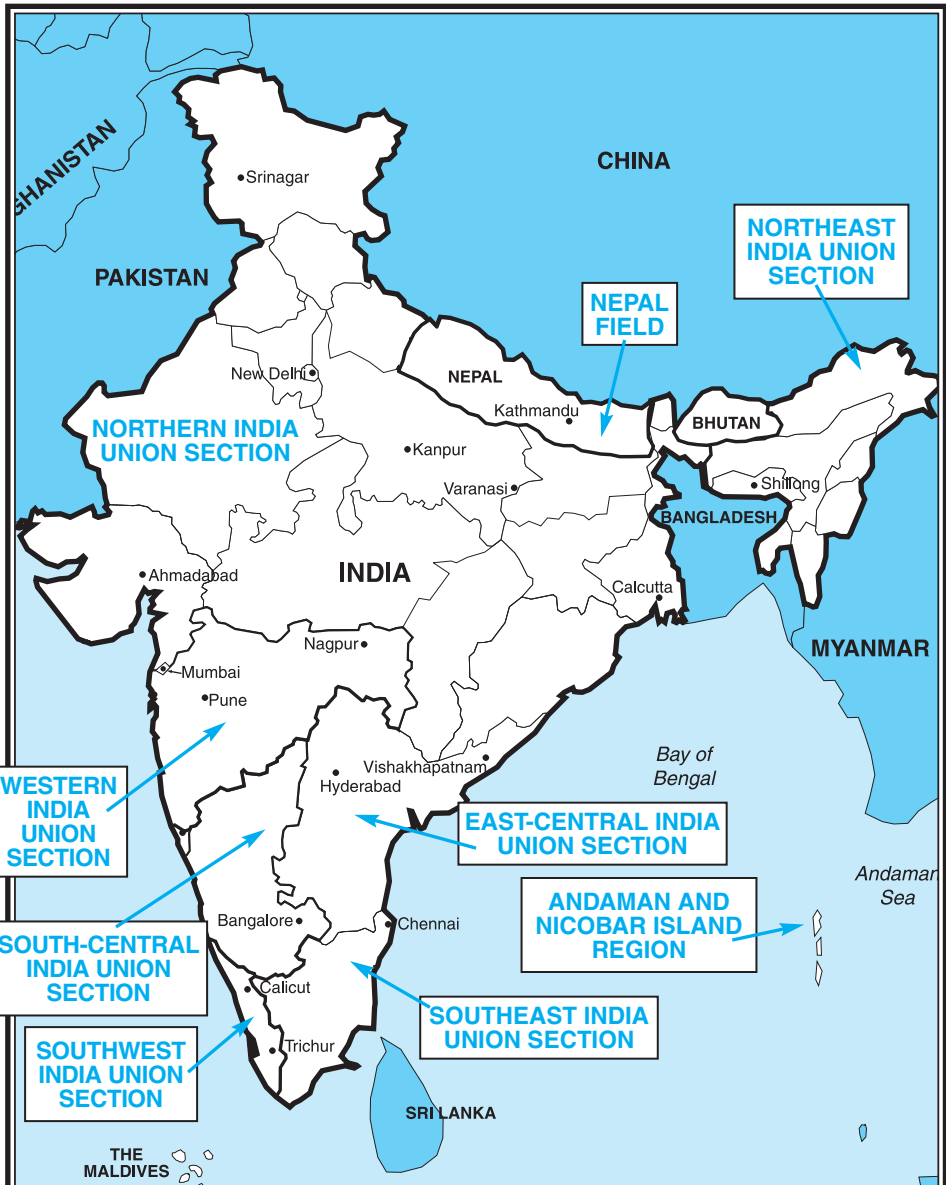 CHINA
GHANISTAN
Srinagar
PAKISTAN
NORTHEAST
INDIA UNION
SECTION
NEPAL
FIELD
New Delhi
NEPAL
Kathmandu
BHUTAN
NORTHERN INDIA
UNION SECTION
Kanpur
Varanasi
Shillong
BANGLADESH
INDIA
Ahmadabad
Calcutta
Nagpur
MYANMAR
Mumbai
Pune
Bay of
Bengal
Vishakhapatnam
Hyderabad
WESTERN
INDIA
UNION
SECTION
EAST-CENTRAL INDIA
UNION SECTION
Andaman
Sea
ANDAMAN AND
NICOBAR ISLAND
REGION
Bangalore
Chennai
SOUTH-CENTRAL
INDIA UNION
SECTION
Calicut
SOUTHEAST INDIA
UNION SECTION
SOUTHWEST
INDIA UNION
SECTION
Trichur
SRI LANKA
THE
MALDIVES